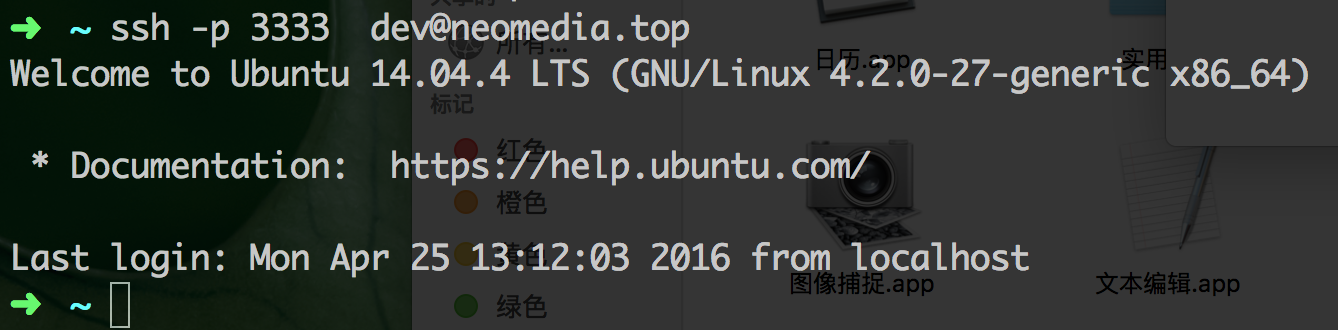 ➜ ~ ssh -p 3333  dev@neomedia.top
Welcome to Ubuntu 14.04.4 LTS (GNU/Linux 4.2.0-27-generic x86_64)
* Documentation:  https://help.ubuntu.com/
Last login: Mon Apr 25 13:12:03 2016 from localhost
➜ ~
所有...
标记
红色
橙色
黄色
绿色
日历.app
实用
图像捕捉.app
文本编辑.app